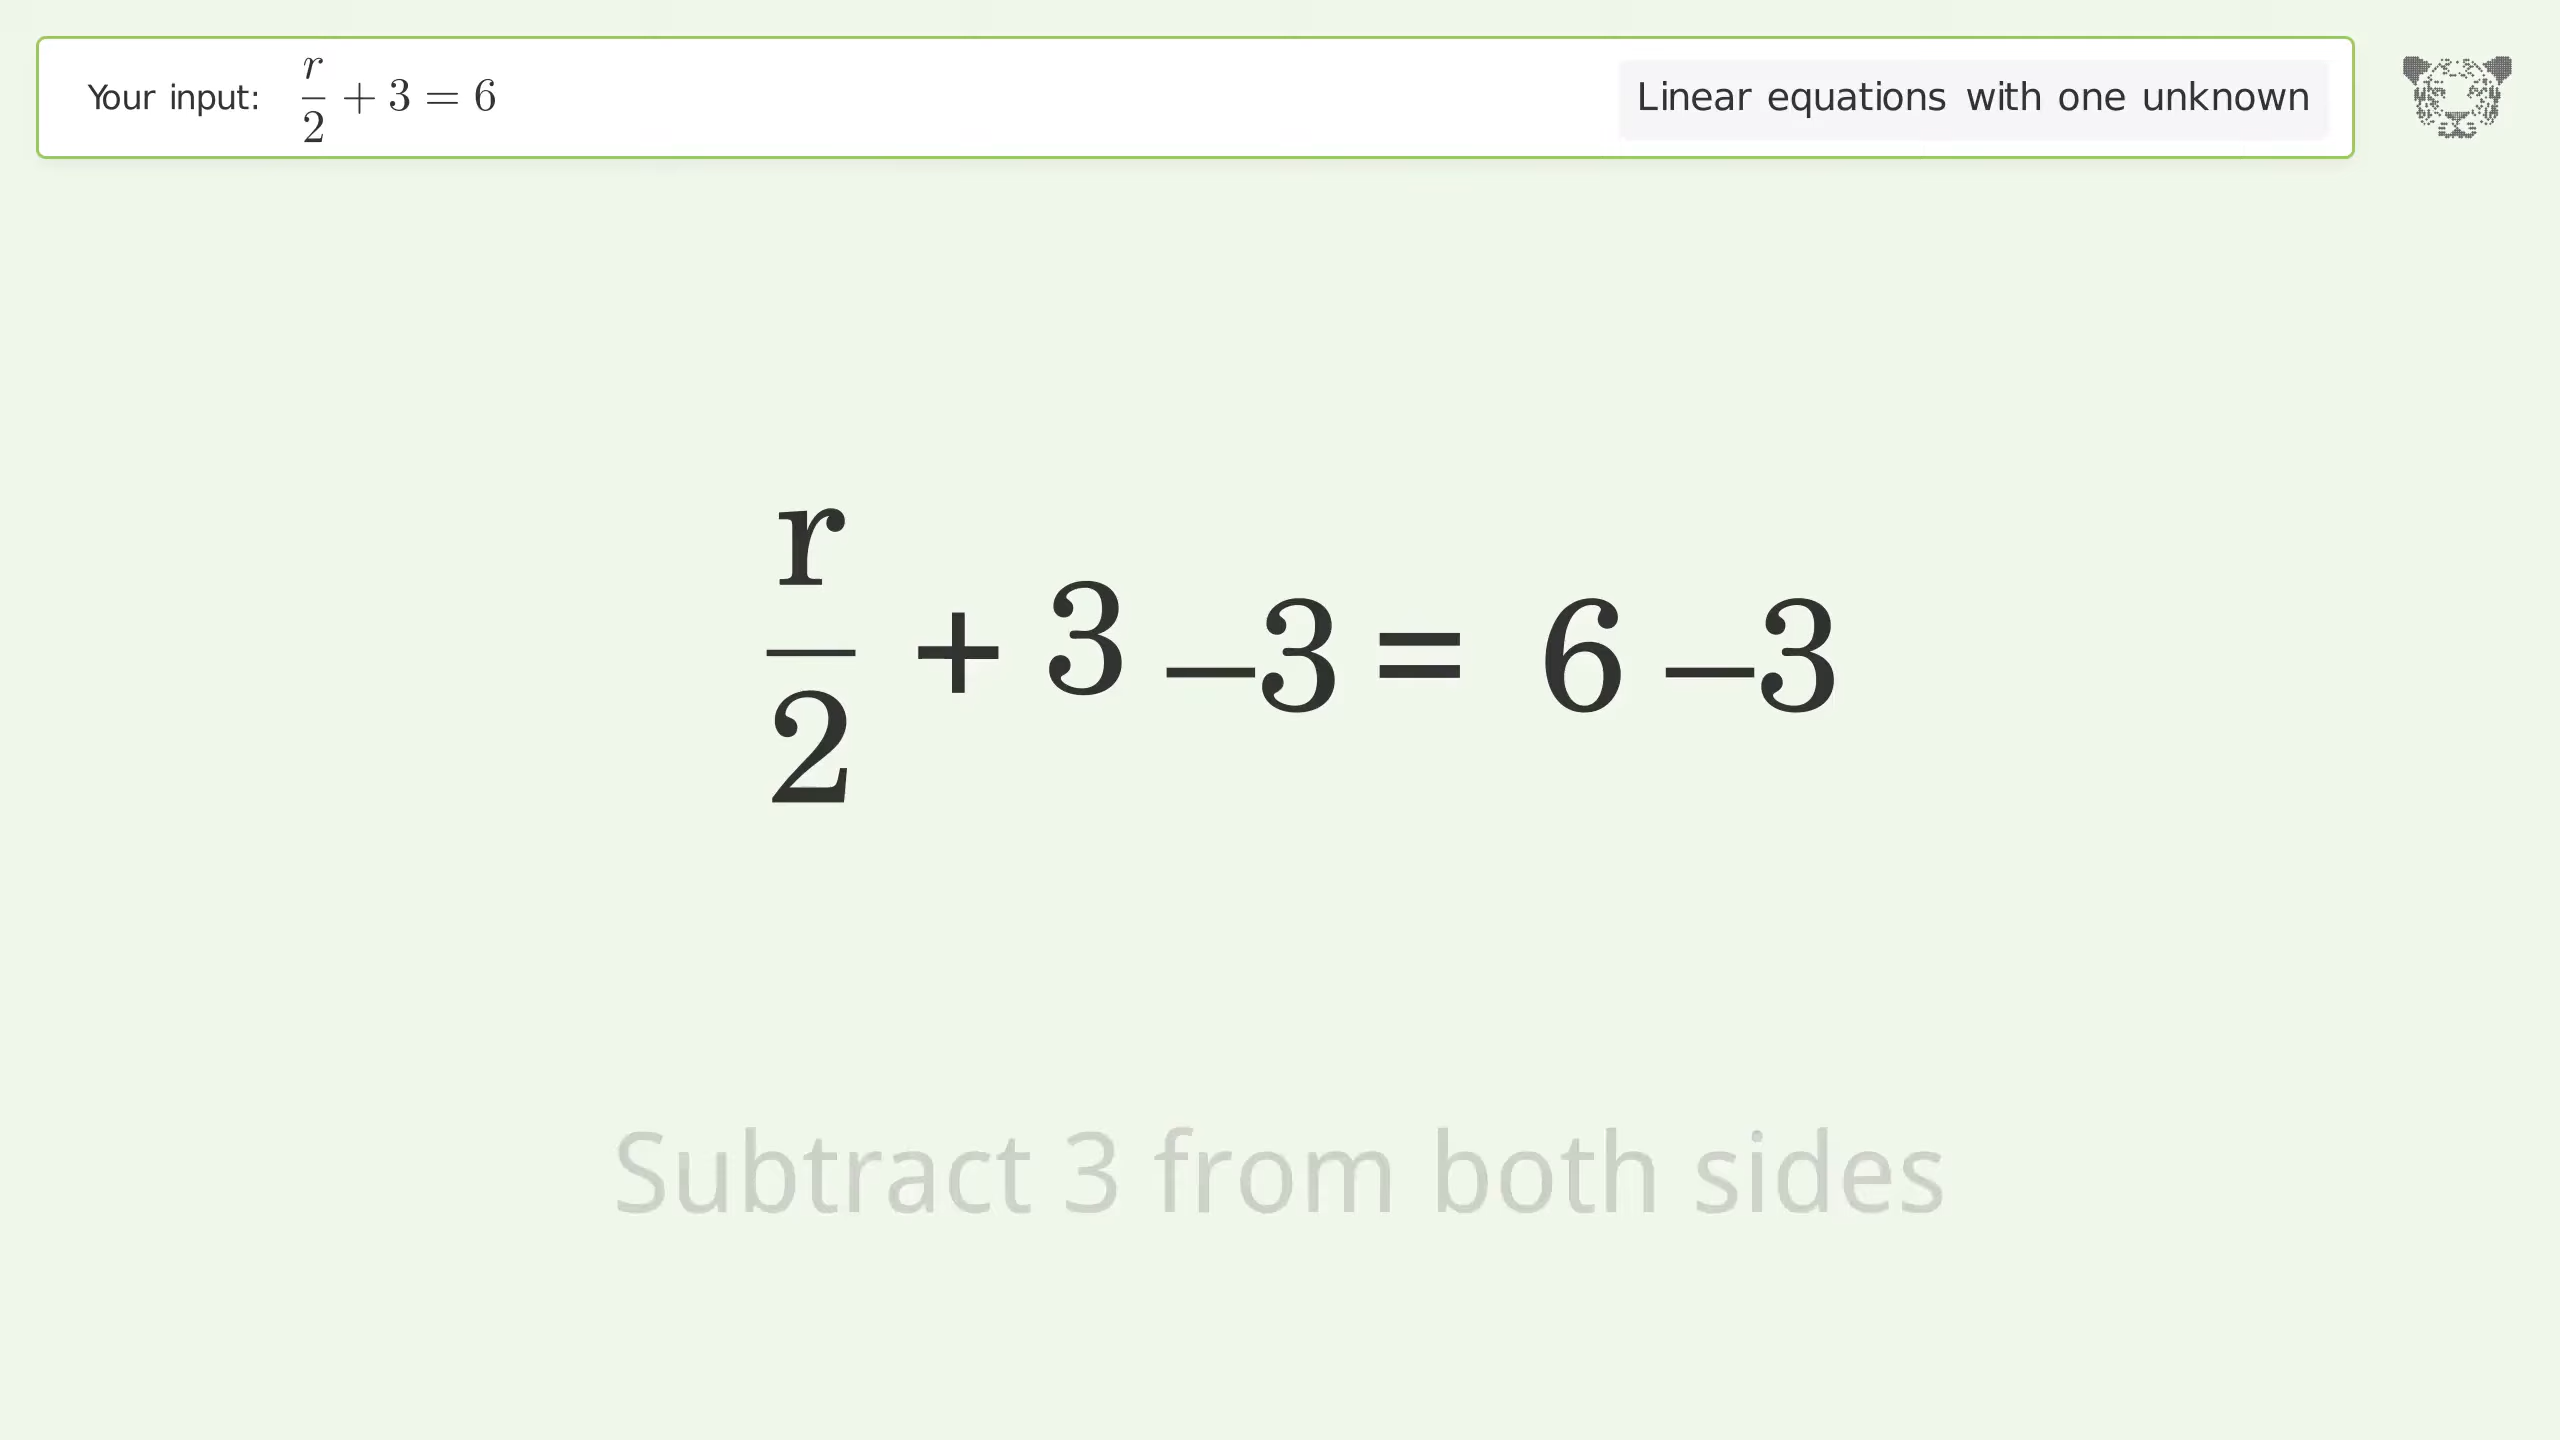 Your input: r/2 + 3 = 6
Linear equations with one unknown
r/2 + 3 −3 = 6 −3
Subtract 3 from both sides